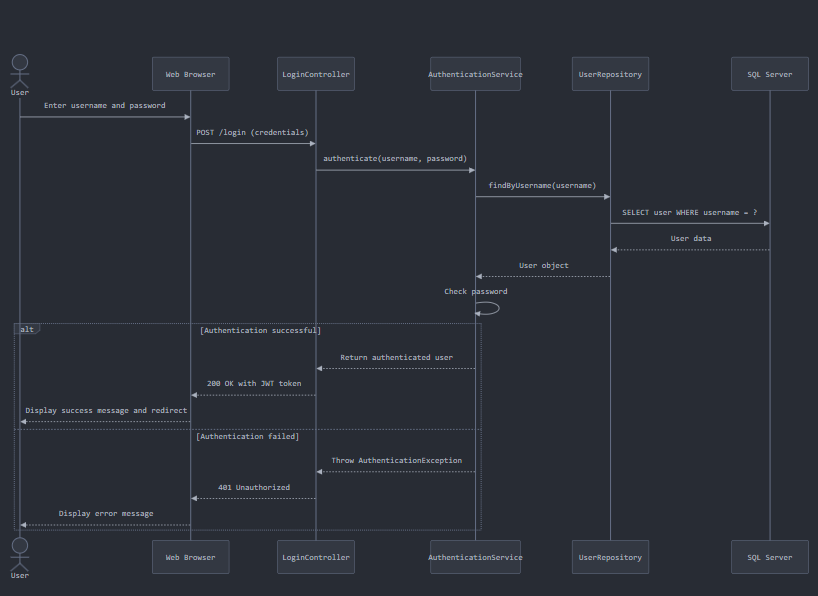 User
Web Browser
LoginController
AuthenticationService
UserRepository
SQL Server
Enter username and password
POST /login (credentials)
authenticate(username, password)
findByUsername(username)
SELECT user WHERE username = ?
User data
User object
Check password
alt
[Authentication successful]
Return authenticated user
200 OK with JWT token
Display success message and redirect
[Authentication failed]
Throw AuthenticationException
401 Unauthorized
Display error message
User
Web Browser
LoginController
AuthenticationService
UserRepository
SQL Server